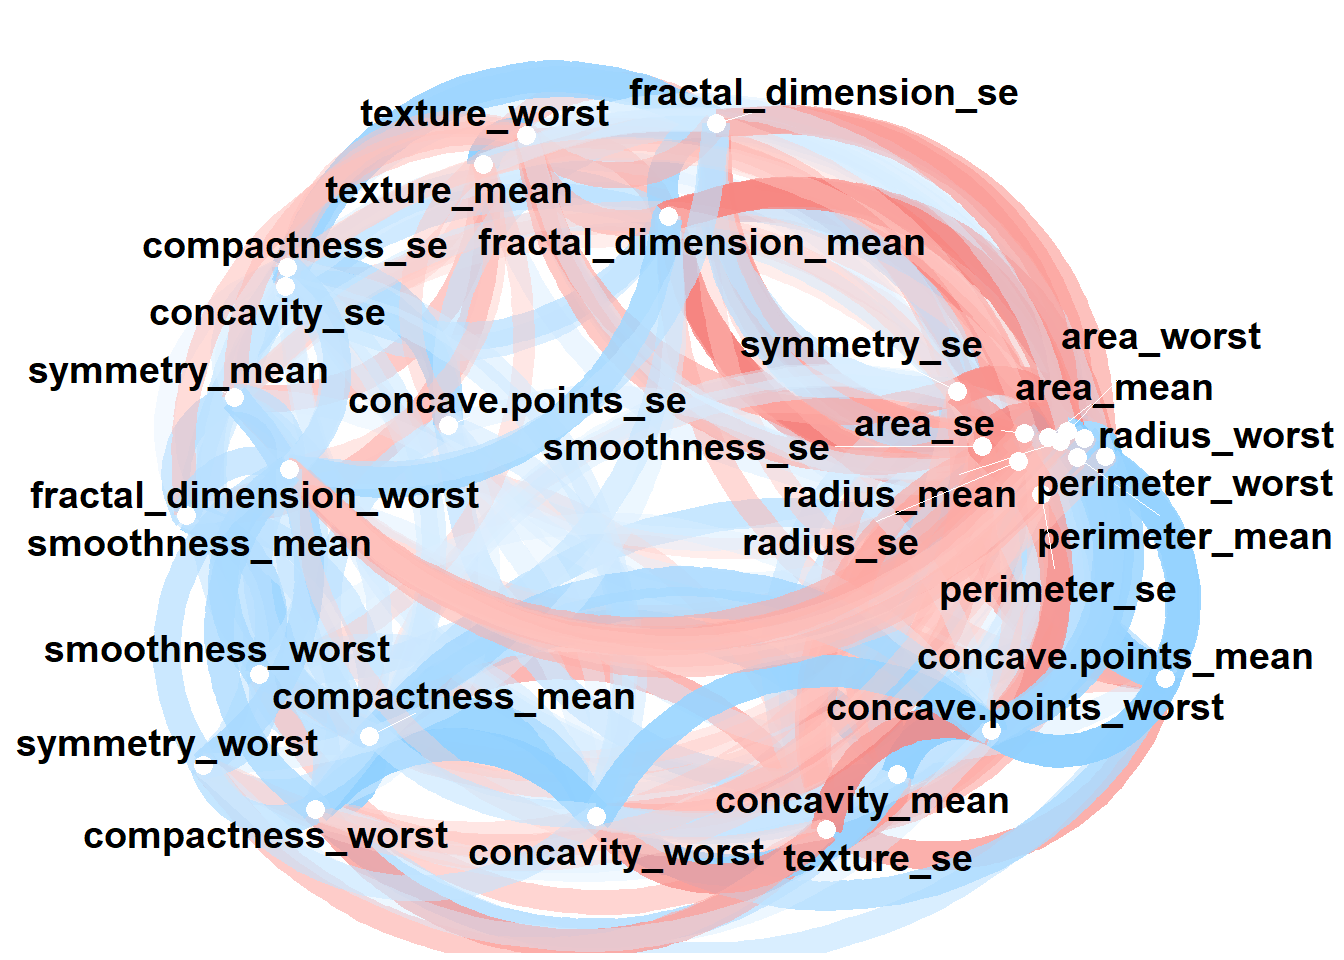 fractal_dimension_se
texture_worst
texture_mean
compactness_se
fractal_dimension_mean
concavity_se
symmetry_se
area_worst
symmetry_mean
area_mean
concave.points_se
area_se
radius_worst
smoothness_se
fractal_dimension_worst
radius_mean
perimeter_worst
smoothness_mean
radius_se
perimeter_mean
perimeter_se
smoothness_worst
concave.points_mean
compactness_mean
concave.points_worst
symmetry_worst
concavity_mean
compactness_worst
concavity_worst
texture_se